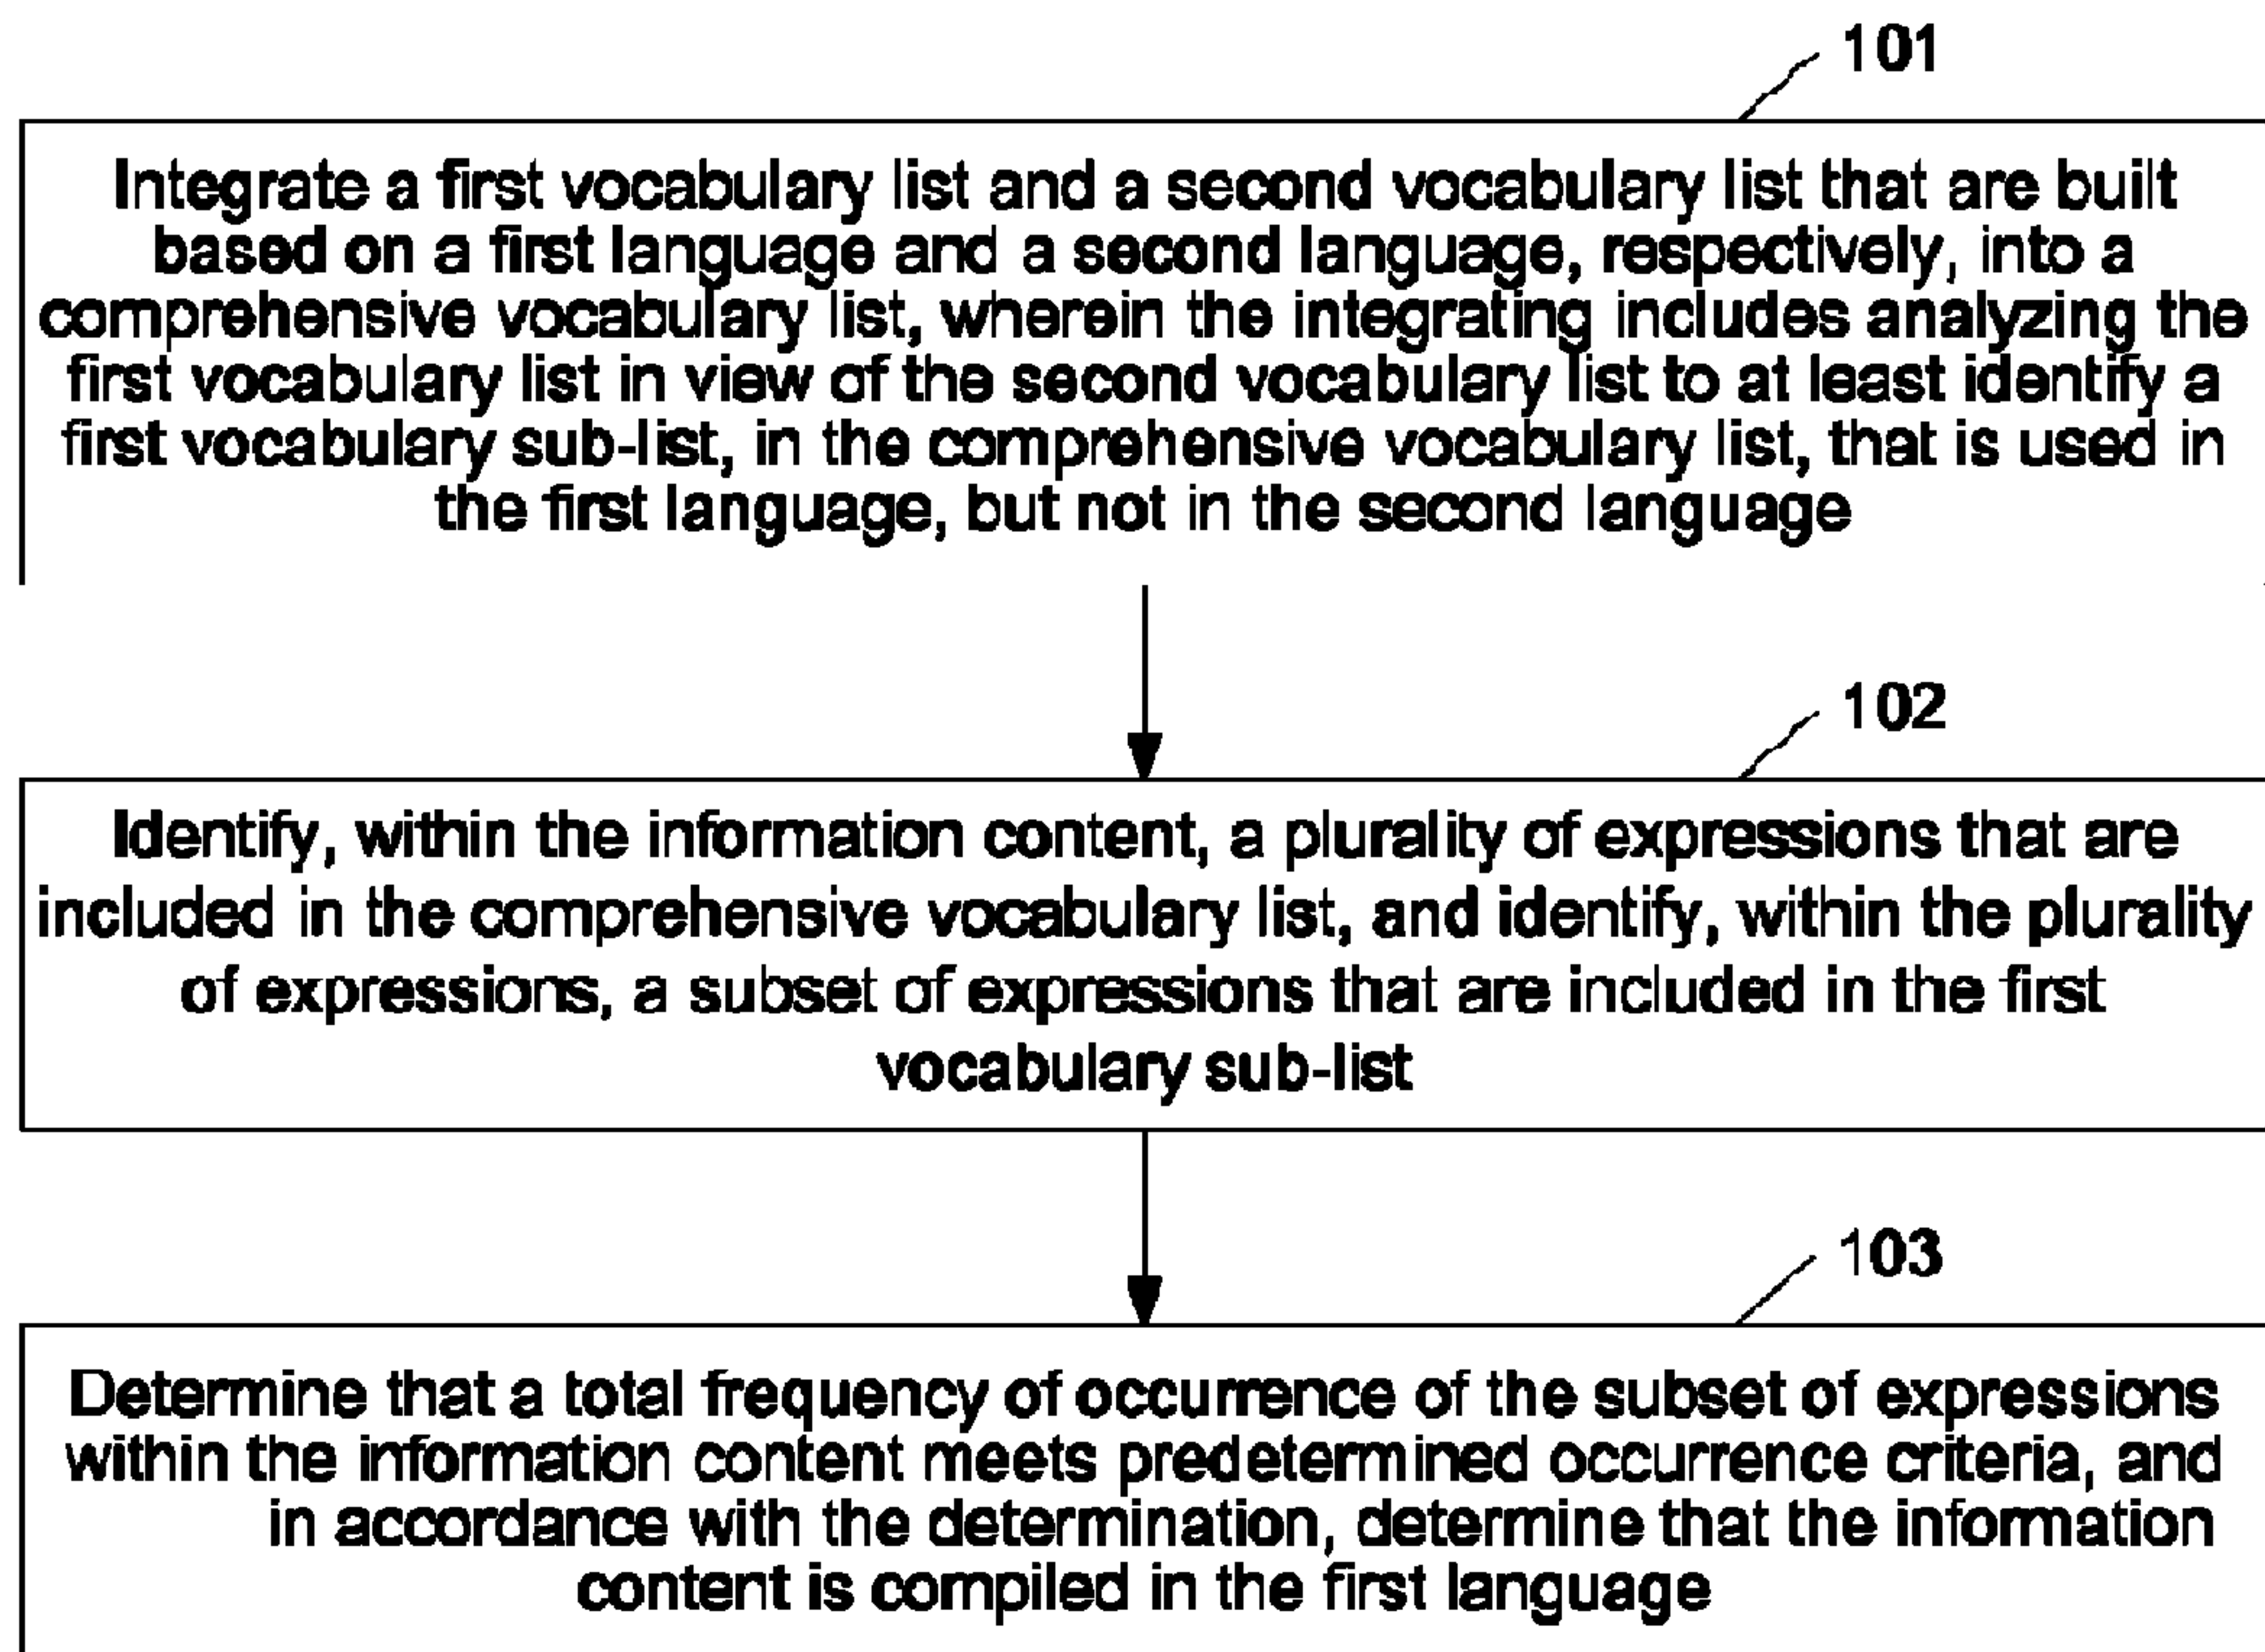 101
Integrate a first vocabulary list and a second vocabulary list that are built
based on a first language and a second language, respectively, into a
comprehensive vocabulary list, wherein the integrating includes analyzing the
first vocabulary list in view of the second vocabulary list to at least identify a
first vocabulary sub-list, in the comprehensive vocabulary list, that is used in
the first language, but not in the second language
102
Identify, within the information content, a plurality of expressions that are
included in the comprehensive vocabulary list, and identify, within the plurality
of expressions, a subset of expressions that are included in the first
vocabulary sub-list
103
Determine that a total frequency of occurrence of the subset of expressions
within the information content meets predetermined occurrence criteria, and
in accordance with the determination, determine that the information
content is compiled in the first language